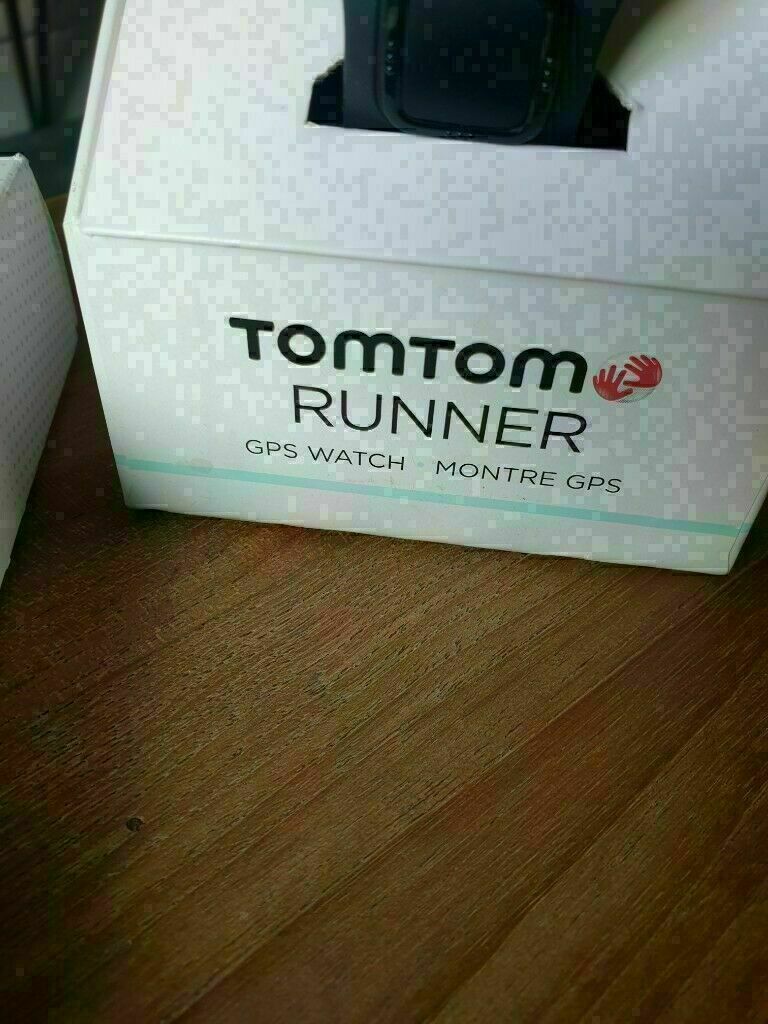 TOMTOM
RUNNER
GPS WATCH • MONTRE GPS